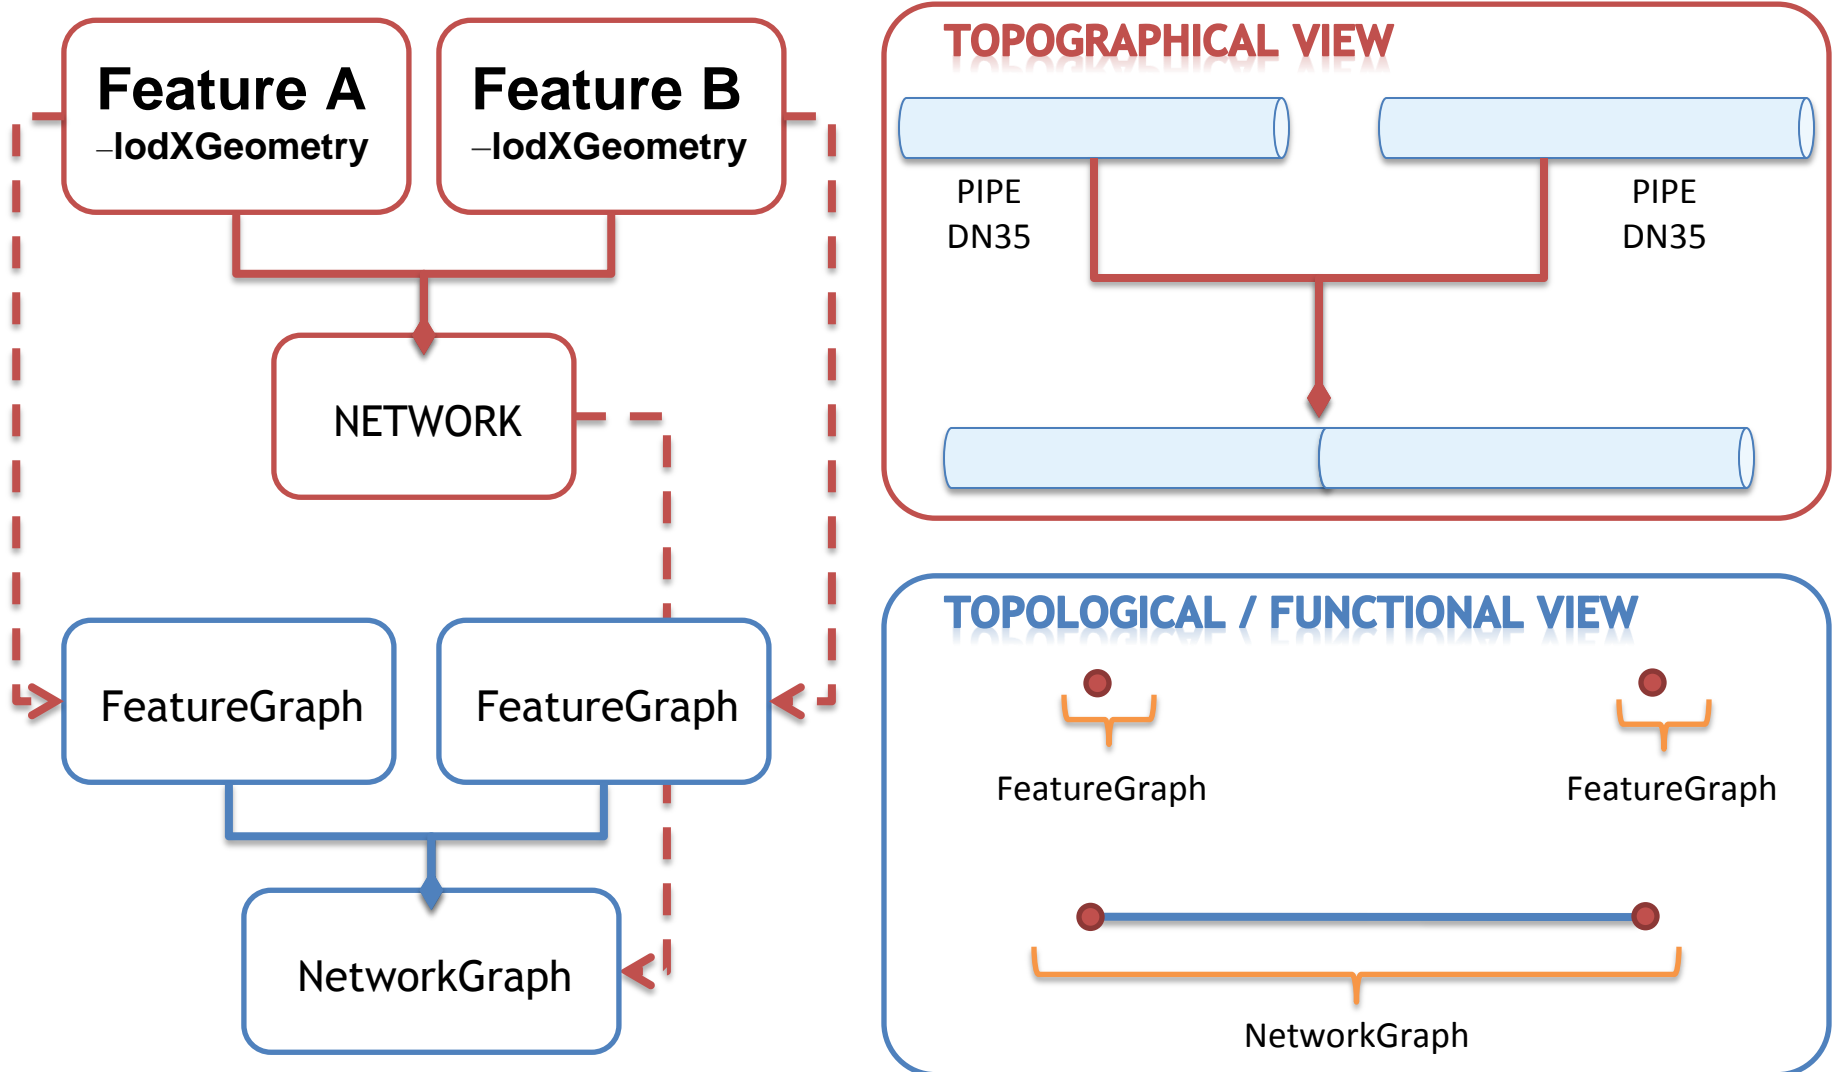 Feature A
–lodXGeometry
Feature B
–lodXGeometry
NETWORK
FeatureGraph
FeatureGraph
NetworkGraph
TOPOGRAPHICAL VIEW
PIPE
DN35
PIPE
DN35
TOPOLOGICAL / FUNCTIONAL VIEW
FeatureGraph
FeatureGraph
NetworkGraph